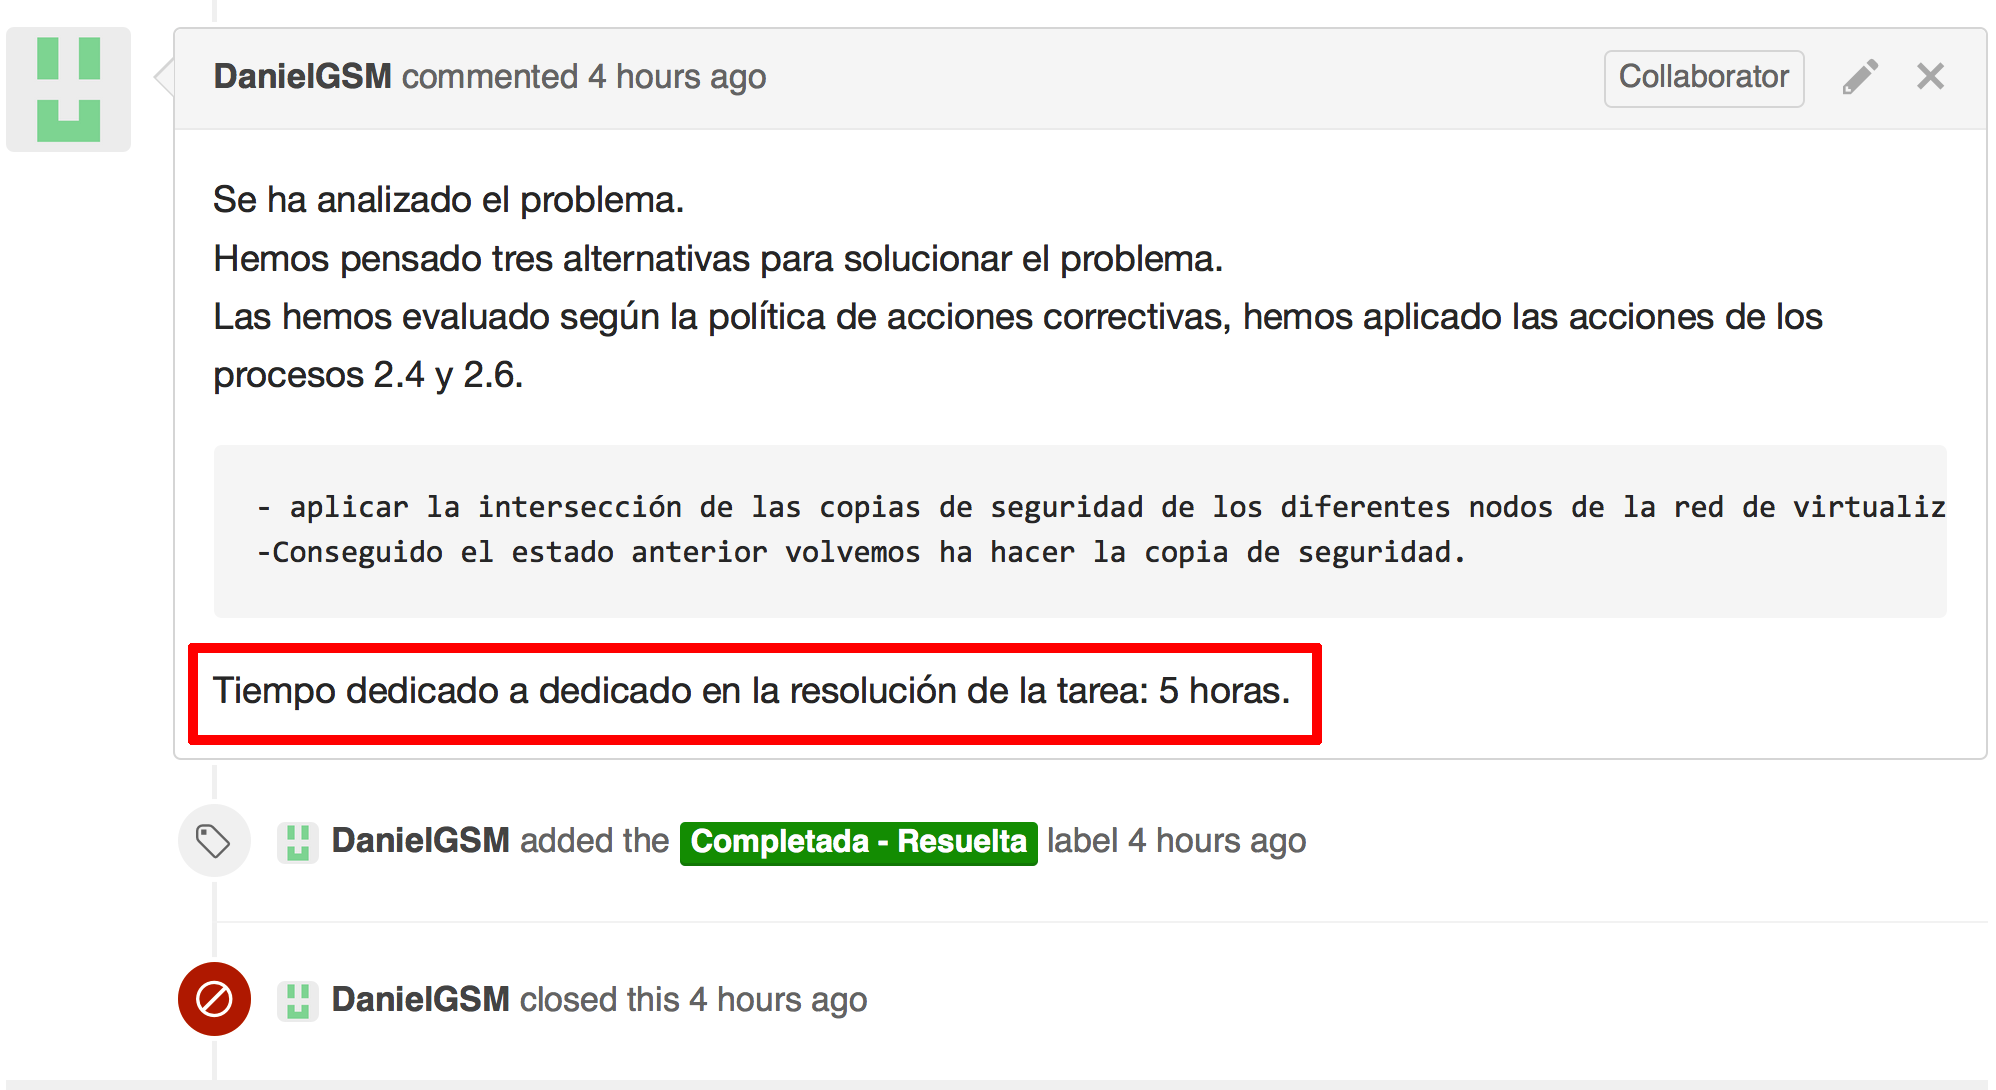 DanielGSM commented 4 hours ago Collaborator
Se ha analizado el problema.
Hemos pensado tres alternativas para solucionar el problema.
Las hemos evaluado según la política de acciones correctivas, hemos aplicado las acciones de los
procesos 2.4 y 2.6.
- aplicar la intersección de las copias de seguridad de los diferentes nodos de la red de virtualiz
-Conseguido el estado anterior volvemos ha hacer la copia de seguridad.
Tiempo dedicado a dedicado en la resolución de la tarea: 5 horas.
DanielGSM added the Completada - Resuelta label 4 hours ago
DanielGSM closed this 4 hours ago